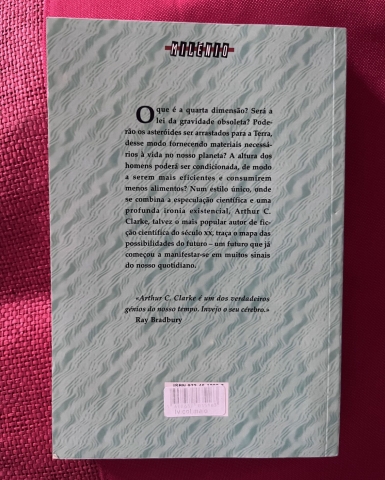 MILÉNIO
O que é a quarta dimensão? Será a
lei da gravidade obsoleta? Pode-
rão os asteróides ser arrastados para a Terra,
desse modo fornecendo materiais necessá-
rios à vida no nosso planeta? A altura dos
homens poderá ser condicionada, de modo
a serem mais eficientes e consumirem
menos alimentos? Num estilo único, onde
se combina a especulação científica e uma
profunda ironia existencial, Arthur C.
Clarke, talvez o mais popular autor de fic-
ção científica do século XX, traça o mapa das
possibilidades do futuro – um futuro que já
começou a manifestar-se em muitos sinais
do nosso quotidiano.
«Arthur C. Clarke é um dos verdadeiros
génios do nosso tempo. Invejo o seu cérebro.»
Ray Bradbury
ISBN